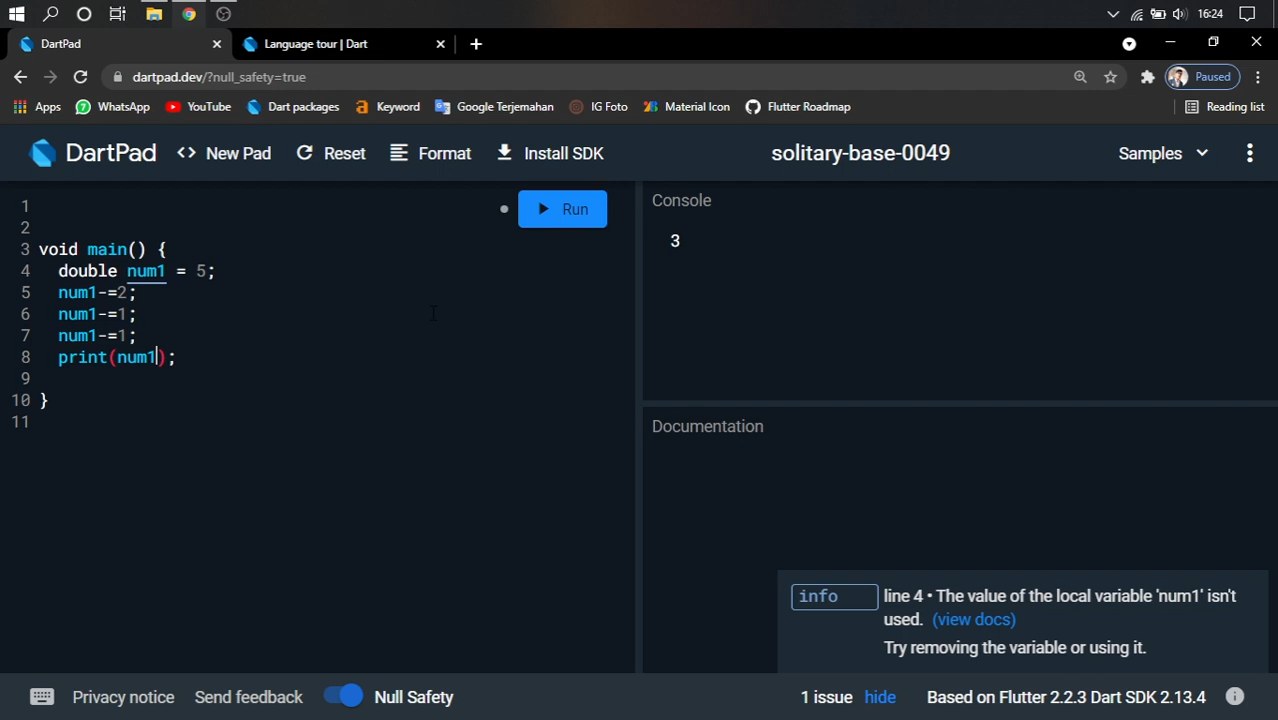 16:24
DartPad
Language tour | Dart
dartpad.dev/?null_safety=true
Paused
Apps
WhatsApp
YouTube
Dart packages
Keyword
Google Terjemahan
IG Foto
Material Icon
Flutter Roadmap
Reading list
DartPad
<> New Pad
Reset
Format
Install SDK
solitary-base-0049
Samples
Run
1
2
3 void main() {
4 double num1 = 5;
5 num1-=2;
6 num1-=1;
7 num1-=1;
8 print(num1);
9
10 }
11
Console
3
Documentation
info
line 4 • The value of the local variable 'num1' isn't
used. (view docs)
Try removing the variable or using it.
Privacy notice
Send feedback
Null Safety
1 issue
hide
Based on Flutter 2.2.3 Dart SDK 2.13.4